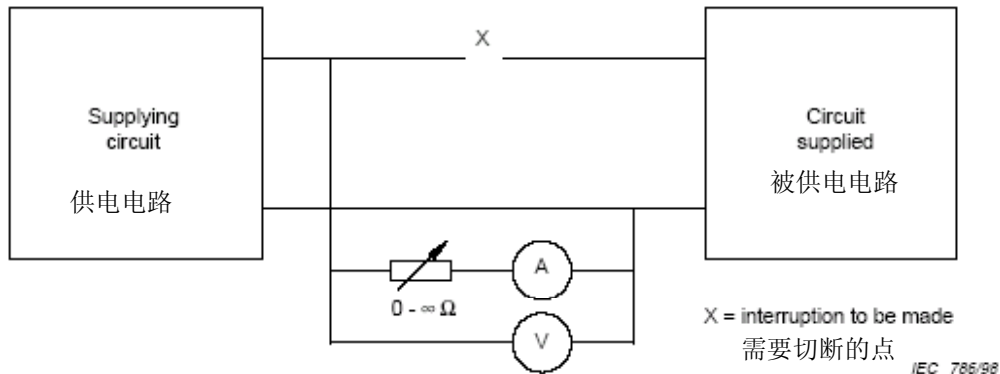 X
Supplying
circuit
供电电路
Circuit
supplied
被供电电路
A
0 - ∞ Ω
V
X = interruption to be made
需要切断的点
IEC 786/98